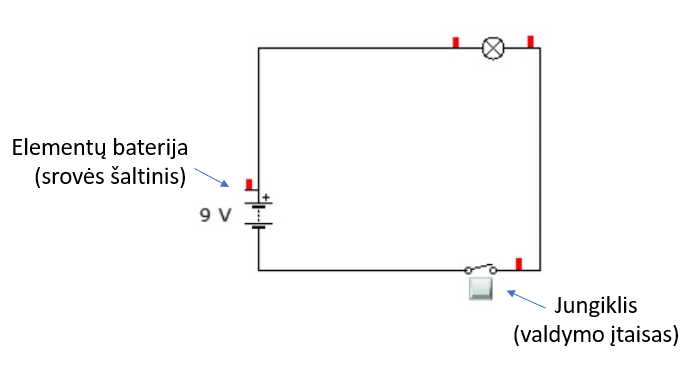 Elementų baterija
(srovės šaltinis)
+
9 V
Jungiklis
(valdymo įtaisas)